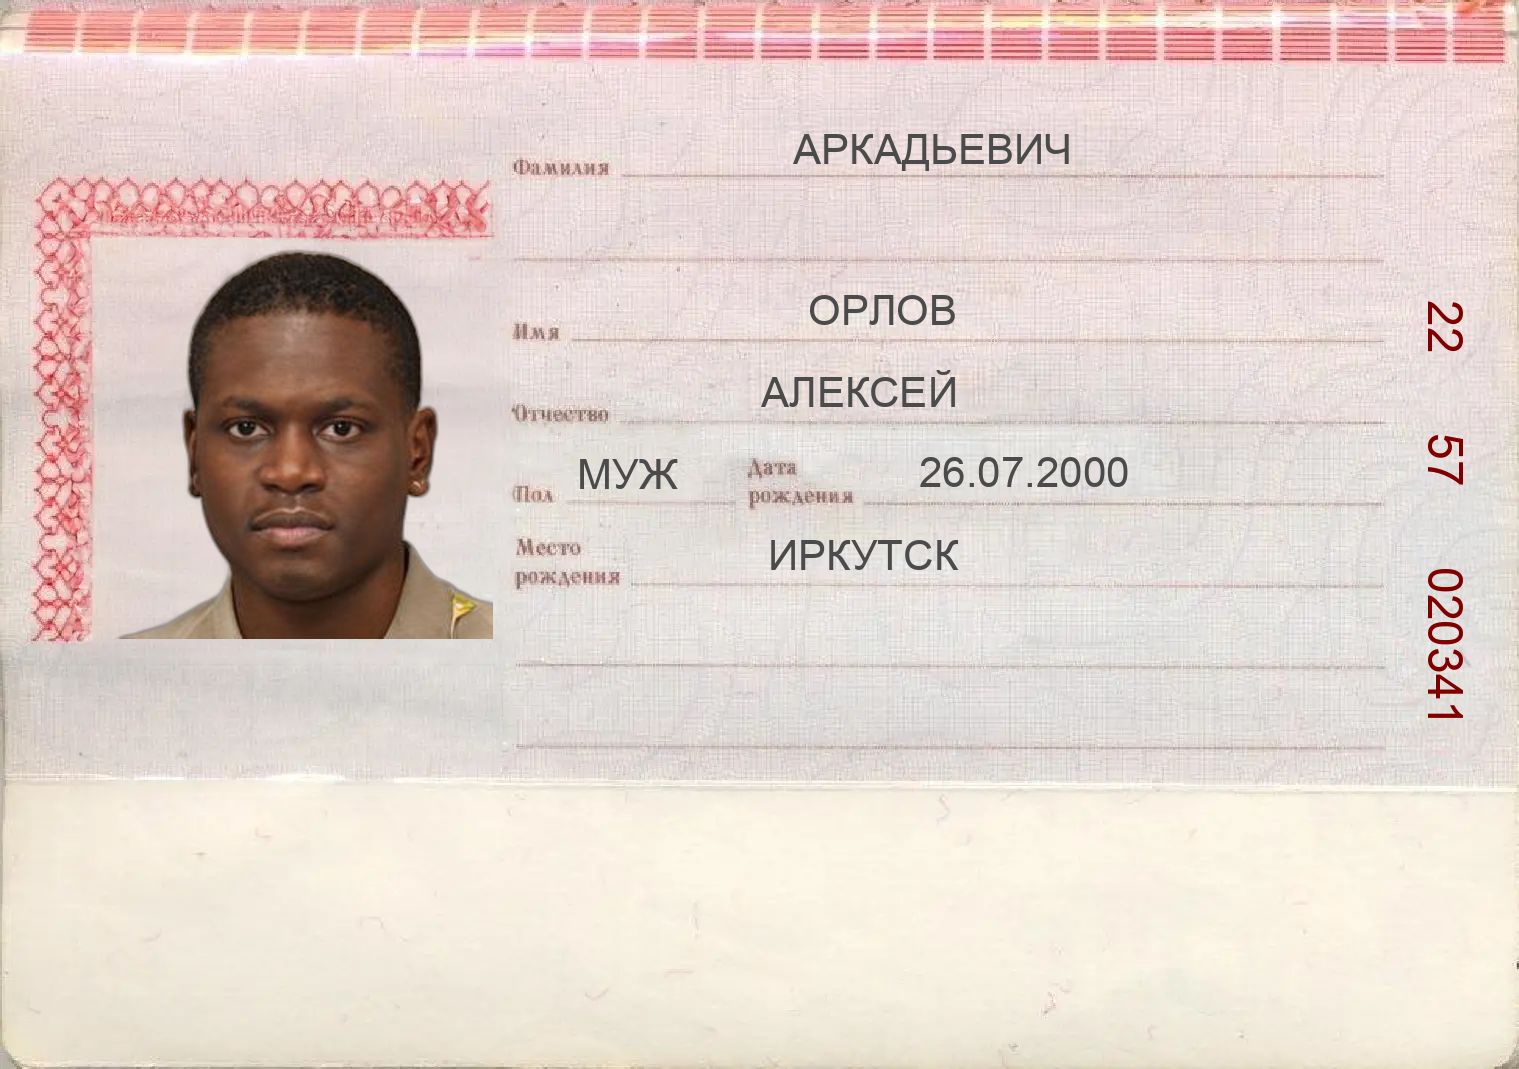 Фамилия АРКАДЬЕВИЧ
Имя ОРЛОВ
Отчество АЛЕКСЕЙ
Пол МУЖ Дата рождения 26.07.2000
Место рождения ИРКУТСК
22 57 020341